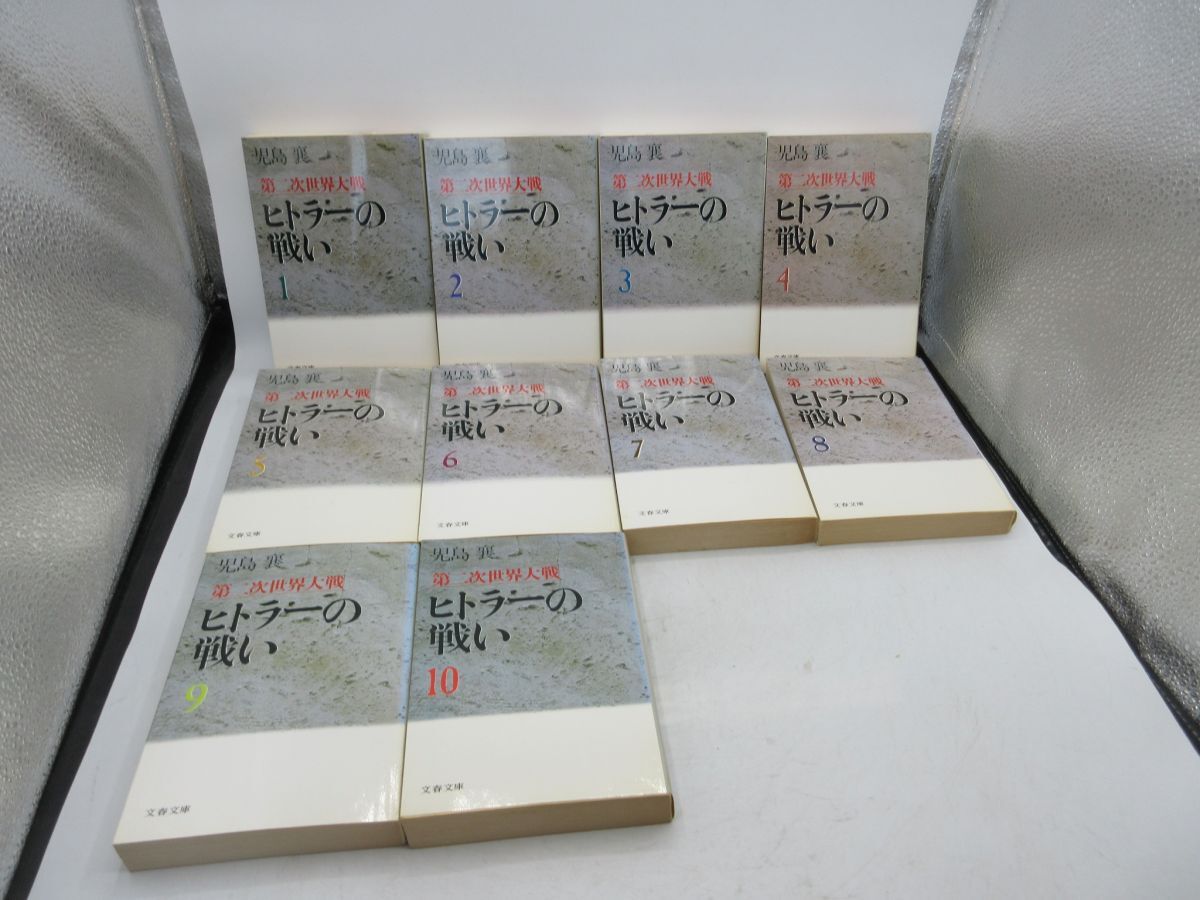 児島 襄
第二次世界大戦
ヒトラーの
戦い
1
児島 襄
第二次世界大戦
ヒトラーの
戦い
2
児島 襄
第二次世界大戦
ヒトラーの
戦い
3
児島 襄
第二次世界大戦
ヒトラーの
戦い
4
児島 襄
第二次世界大戦
ヒトラーの
戦い
5
文春文庫
児島 襄
第二次世界大戦
ヒトラーの
戦い
6
文春文庫
児島 襄
第二次世界大戦
ヒトラーの
戦い
7
文春文庫
児島 襄
第二次世界大戦
ヒトラーの
戦い
8
文春文庫
児島 襄
第二次世界大戦
ヒトラーの
戦い
9
文春文庫
児島 襄
第二次世界大戦
ヒトラーの
戦い
10
文春文庫